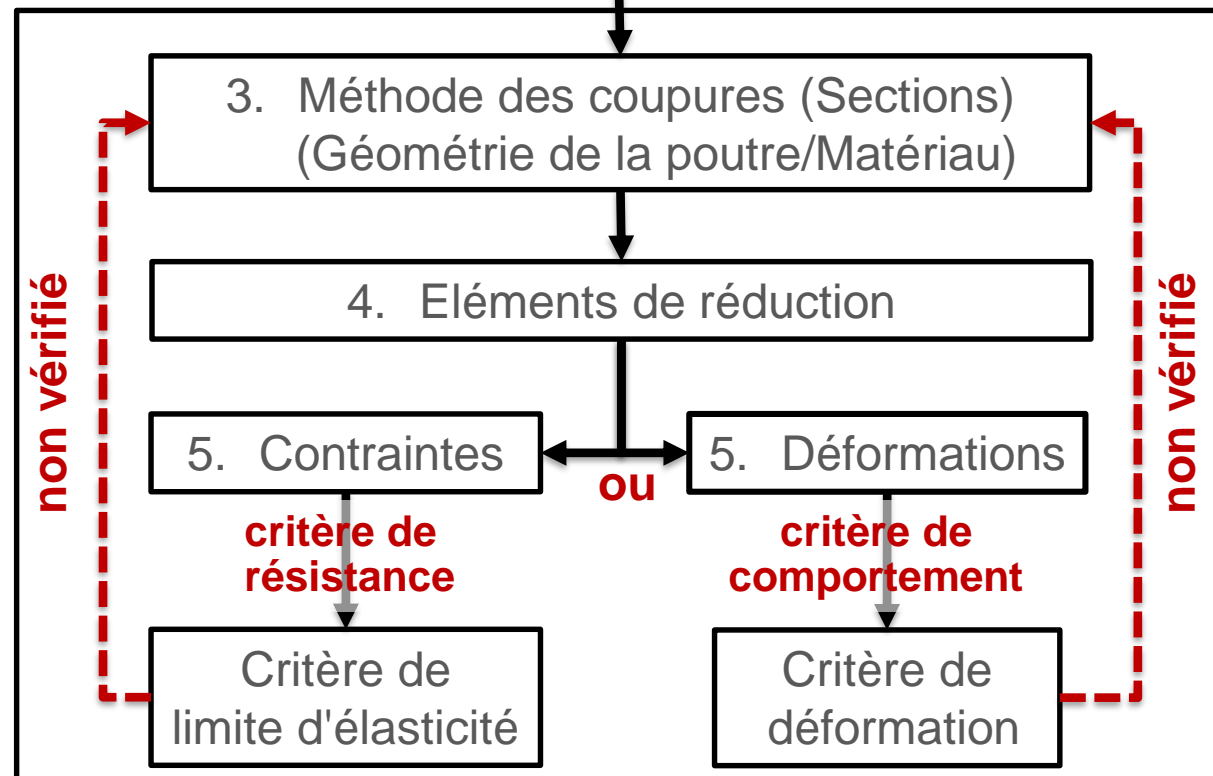 3. Méthode des coupures (Sections)
(Géométrie de la poutre/Matériau)
non vérifié
non vérifié
4. Eléments de réduction
5. Contraintes
ou
5. Déformations
critère de
résistance
critère de
comportement
Critère de
limite d'élasticité
Critère de
déformation